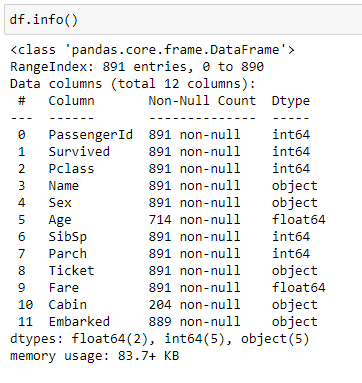 df.info()
<class 'pandas.core.frame.DataFrame'>
RangeIndex: 891 entries, 0 to 890
Data columns (total 12 columns):
 #   Column       Non-Null Count  Dtype
---  ------       --------------  -----
 0   PassengerId  891 non-null    int64
 1   Survived     891 non-null    int64
 2   Pclass       891 non-null    int64
 3   Name         891 non-null    object
 4   Sex          891 non-null    object
 5   Age          714 non-null    float64
 6   SibSp        891 non-null    int64
 7   Parch        891 non-null    int64
 8   Ticket       891 non-null    object
 9   Fare         891 non-null    float64
 10  Cabin        204 non-null    object
 11  Embarked     889 non-null    object
dtypes: float64(2), int64(5), object(5)
memory usage: 83.7+ KB